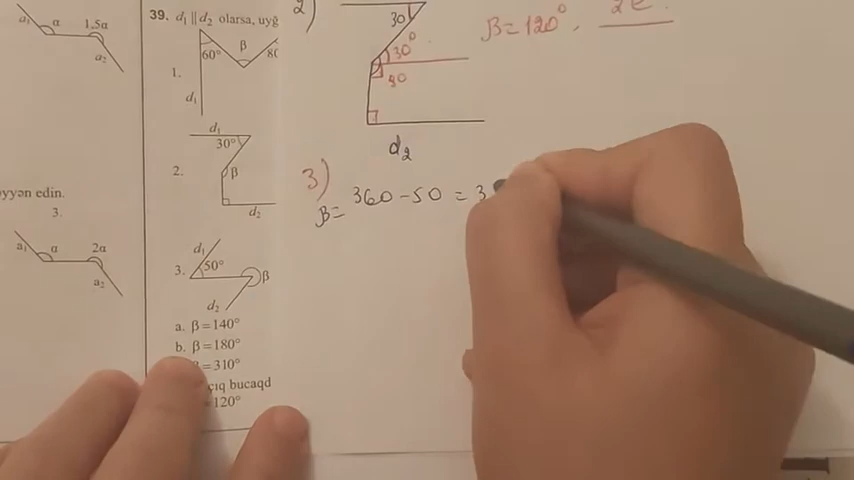 a₁ α 1,5α
a₂
yyən edin.
3.
a₁ α 2α
a₂
39. d₁ || d₂ olarsa, uyğ
1. 60° β 80
d₁
d₁
30°
2. β
d₂
d₁
3. 50° β
d₂
a. β=140°
b. β=180°
β=310°
çıq bucaqd
=120°
2)
30
30°
90
d₂
β=120°. 2e.
3)
β= 360-50 = 3